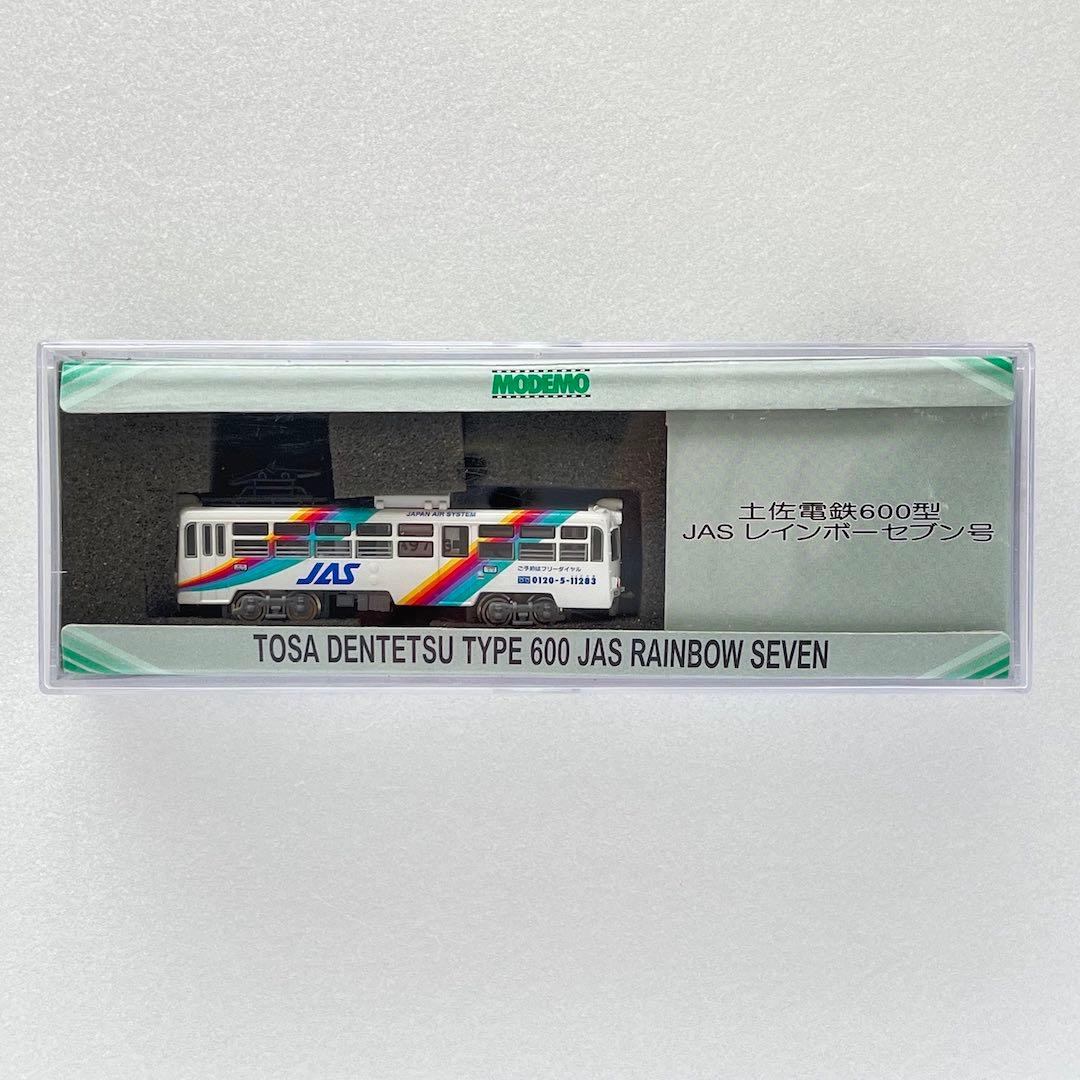 MODEMO
土佐電鉄600型
JAS レインボーセブン号
JAPAN AIR SYSTEM
JAS
ご予約はフリーダイヤル
0120-5-11283
TOSA DENTETSU TYPE 600 JAS RAINBOW SEVEN